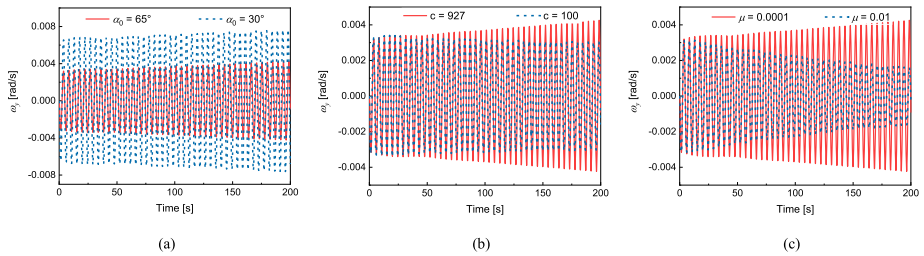 α₀ = 65° α₀ = 30°
0.008
0.004
0.000
-0.004
-0.008
ωy [rad/s]
0 50 100 150 200
Time [s]
(a)
c = 927 c = 100
0.004
0.002
0.000
-0.002
-0.004
ωy [rad/s]
0 50 100 150 200
Time [s]
(b)
μ = 0.0001 μ = 0.01
0.004
0.002
0.000
-0.002
-0.004
ωy [rad/s]
0 50 100 150 200
Time [s]
(c)